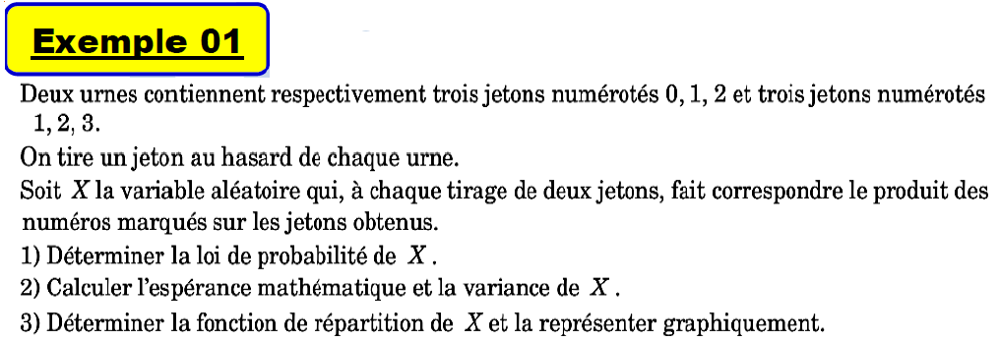 Exemple 01
Deux urnes contiennent respectivement trois jetons numérotés 0, 1, 2 et trois jetons numérotés
1, 2, 3.
On tire un jeton au hasard de chaque urne.
Soit X la variable aléatoire qui, à chaque tirage de deux jetons, fait correspondre le produit des
numéros marqués sur les jetons obtenus.
1) Déterminer la loi de probabilité de X .
2) Calculer l'espérance mathématique et la variance de X .
3) Déterminer la fonction de répartition de X et la représenter graphiquement.